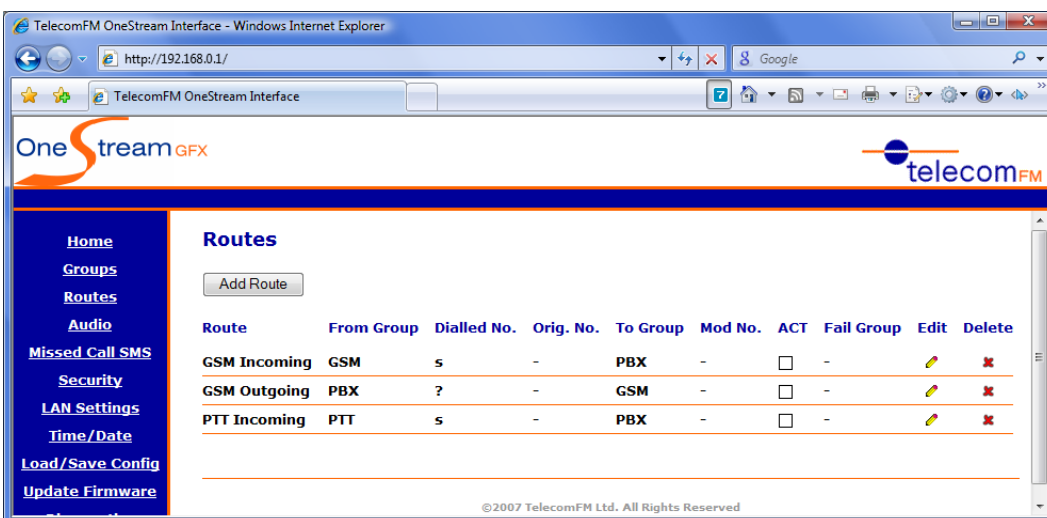 TelecomFM OneStream Interface - Windows Internet Explorer
http://192.168.0.1/
Google
TelecomFM OneStream Interface
OneStream GFX
telecomFM
Home
Groups
Routes
Audio
Missed Call SMS
Security
LAN Settings
Time/Date
Load/Save Config
Update Firmware
Routes
Add Route
Route From Group Dialled No. Orig. No. To Group Mod No. ACT Fail Group Edit Delete
GSM Incoming GSM s - PBX - -
GSM Outgoing PBX ? - GSM - -
PTT Incoming PTT s - PBX - -
©2007 TelecomFM Ltd. All Rights Reserved